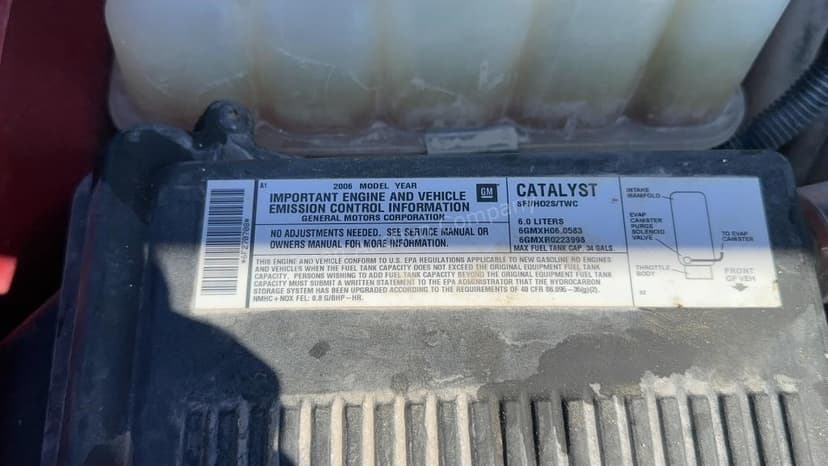 *JFZ70708*
A1
2006 MODEL YEAR
IMPORTANT ENGINE AND VEHICLE
EMISSION CONTROL INFORMATION
GENERAL MOTORS CORPORATION
GM
NO ADJUSTMENTS NEEDED. SEE SERVICE MANUAL OR
OWNERS MANUAL FOR MORE INFORMATION.
CATALYST
SFI/HO2S/TWC
6.0 LITERS
6GMXH06.0583
6GMXR0223998
MAX FUEL TANK CAP. 34 GALS.
THIS ENGINE AND VEHICLE CONFORM TO U.S. EPA REGULATIONS APPLICABLE TO NEW GASOLINE ENGINES
AND VEHICLES WHEN THE FUEL TANK CAPACITY DOES NOT EXCEED THE ORIGINAL EQUIPMENT FUEL TANK
CAPACITY. PERSONS WISHING TO ADD FUEL TANK CAPACITY BEYOND THE ORIGINAL EQUIPMENT FUEL TANK
CAPACITY MUST SUBMIT A WRITTEN STATEMENT TO THE EPA ADMINISTRATOR THAT THE HYDROCARBON
STORAGE SYSTEM HAS BEEN UPGRADED ACCORDING TO THE REQUIREMENTS OF 40 CFR 86.096-35(g)(2).
NMHC + NOX FEL: 0.8 G/BHP-HR.
INTAKE
MANIFOLD
EVAP
CANISTER
PURGE
SOLENOID
VALVE
TO EVAP
CANISTER
THROTTLE
BODY
FRONT
OF VEH.
Company